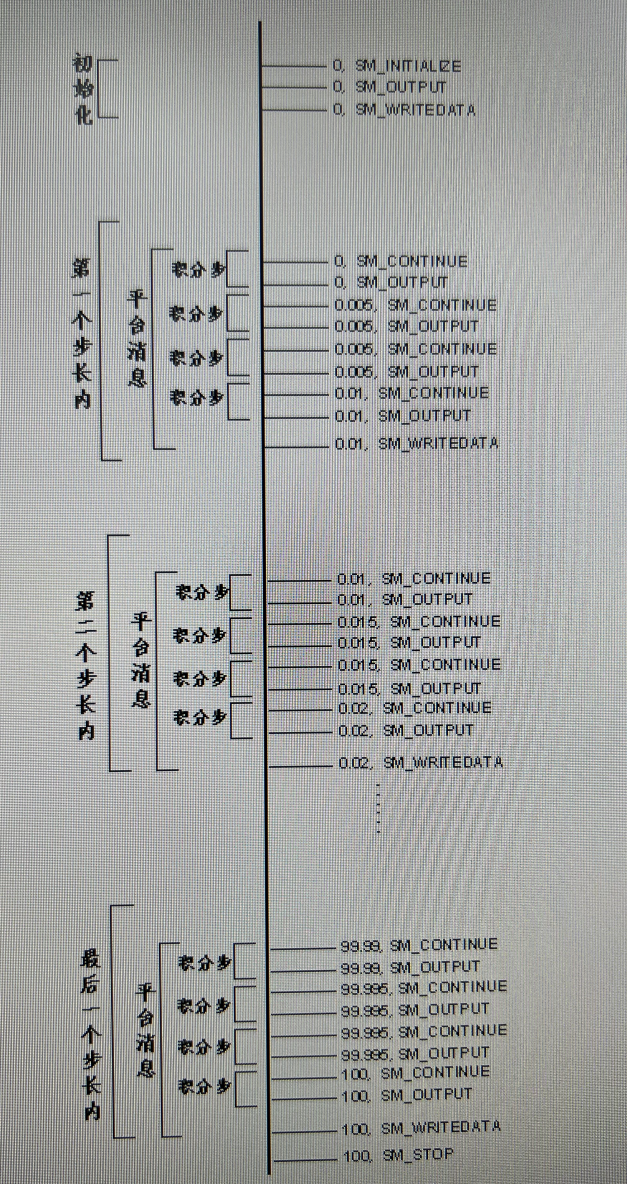 初始化
0, SM_INITIALIZE
0, SM_OUTPUT
0, SM_WRITEDATA
第一个步长内
平台消息
积分步
0, SM_CONTINUE
0, SM_OUTPUT
积分步
0.005, SM_CONTINUE
0.005, SM_OUTPUT
积分步
0.005, SM_CONTINUE
0.005, SM_OUTPUT
积分步
0.01, SM_CONTINUE
0.01, SM_OUTPUT
0.01, SM_WRITEDATA
第二个步长内
平台消息
积分步
0.01, SM_CONTINUE
0.01, SM_OUTPUT
积分步
0.015, SM_CONTINUE
0.015, SM_OUTPUT
积分步
0.015, SM_CONTINUE
0.015, SM_OUTPUT
积分步
0.02, SM_CONTINUE
0.02, SM_OUTPUT
0.02, SM_WRITEDATA
最后一个步长内
平台消息
积分步
99.99, SM_CONTINUE
99.99, SM_OUTPUT
积分步
99.995, SM_CONTINUE
99.995, SM_OUTPUT
积分步
99.995, SM_CONTINUE
99.995, SM_OUTPUT
积分步
100, SM_CONTINUE
100, SM_OUTPUT
100, SM_WRITEDATA
100, SM_STOP